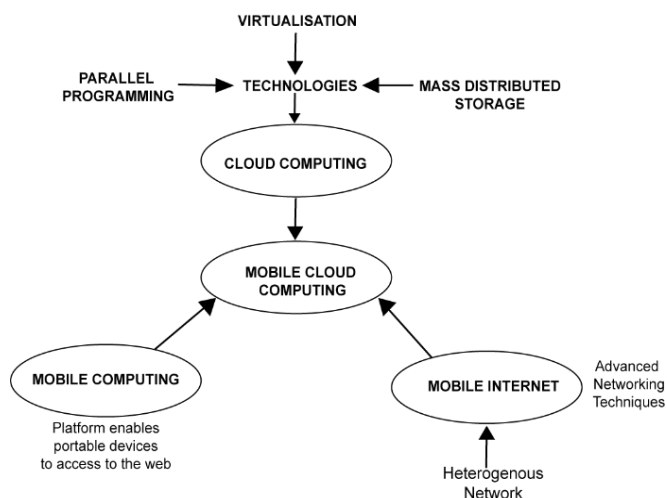 VIRTUALISATION
PARALLEL
PROGRAMMING
TECHNOLOGIES
MASS DISTRIBUTED
STORAGE
CLOUD COMPUTING
MOBILE CLOUD
COMPUTING
MOBILE COMPUTING
Platform enables
portable devices
to access to the web
MOBILE INTERNET
Advanced
Networking
Techniques
Heterogenous
Network